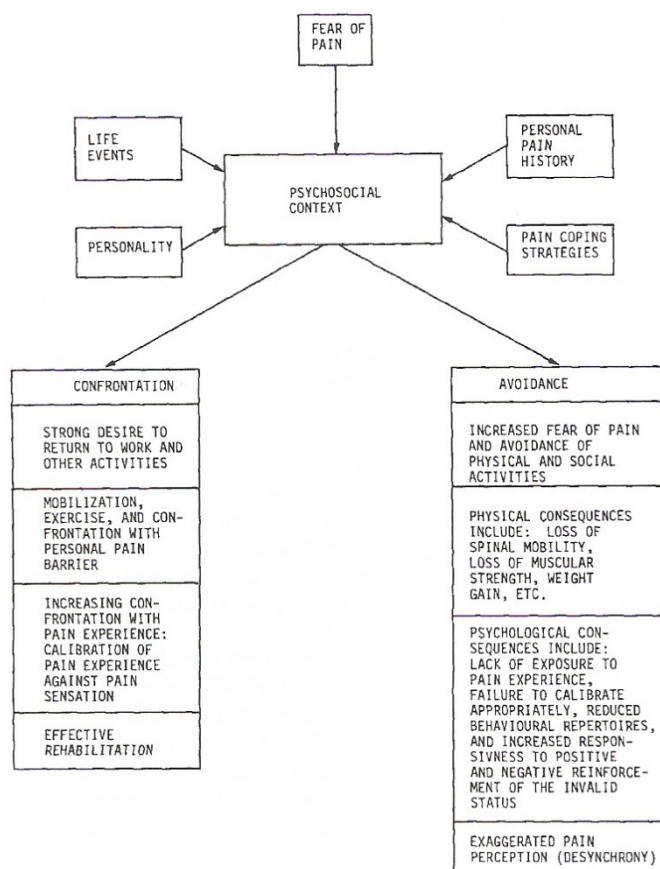 FEAR OF
PAIN
LIFE
EVENTS
PERSONAL
PAIN
HISTORY
PSYCHOSOCIAL
CONTEXT
PERSONALITY
PAIN COPING
STRATEGIES
CONFRONTATION
STRONG DESIRE TO
RETURN TO WORK AND
OTHER ACTIVITIES
MOBILIZATION,
EXERCISE, AND CON-
FRONTATION WITH
PERSONAL PAIN
BARRIER
INCREASING CON-
FRONTATION WITH
PAIN EXPERIENCE:
CALIBRATION OF
PAIN EXPERIENCE
AGAINST PAIN
SENSATION
EFFECTIVE
REHABILITATION
AVOIDANCE
INCREASED FEAR OF PAIN
AND AVOIDANCE OF
PHYSICAL AND SOCIAL
ACTIVITIES
PHYSICAL CONSEQUENCES
INCLUDE: LOSS OF
SPINAL MOBILITY,
LOSS OF MUSCULAR
STRENGTH, WEIGHT
GAIN, ETC.
PSYCHOLOGICAL CON-
SEQUENCES INCLUDE:
LACK OF EXPOSURE TO
PAIN EXPERIENCE,
FAILURE TO CALIBRATE
APPROPRIATELY, REDUCED
BEHAVIOURAL REPERTOIRES,
AND INCREASED RESPON-
SIVNESS TO POSITIVE
AND NEGATIVE REINFORCE-
MENT OF THE INVALID
STATUS
EXAGGERATED PAIN
PERCEPTION (DESYNCHRONY)